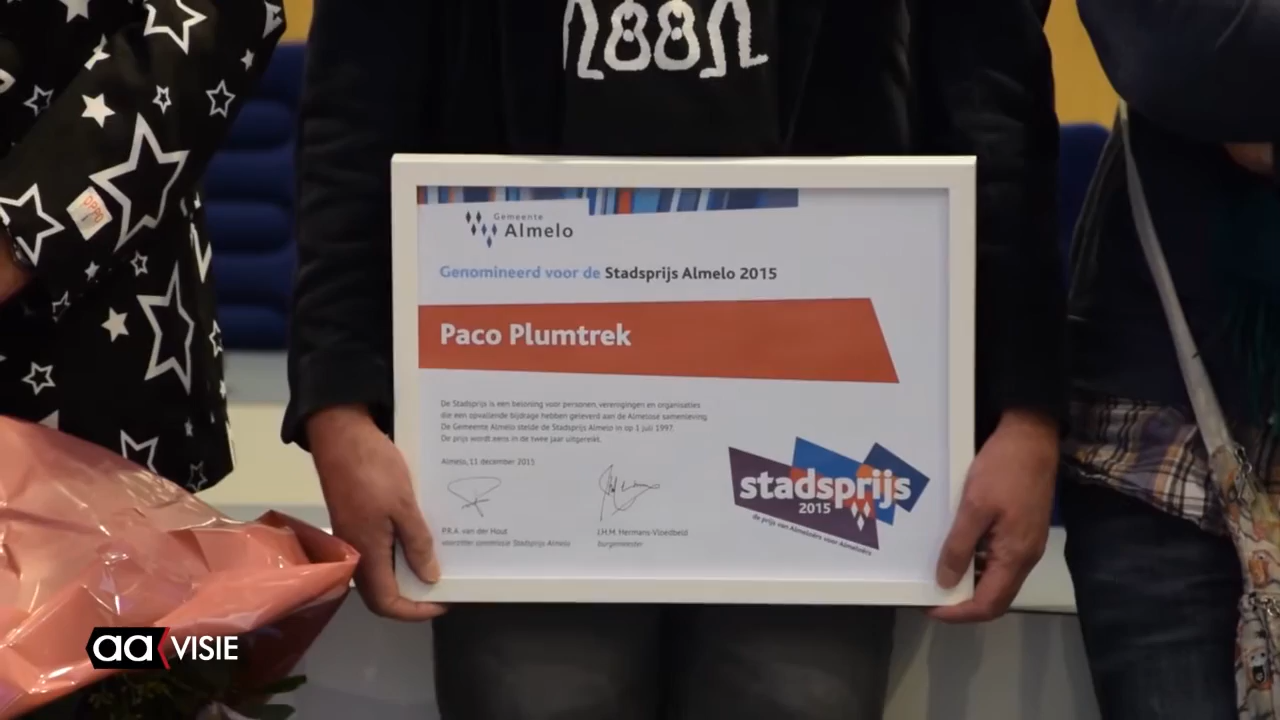 Gemeente
Almelo
Genomineerd voor de Stadsprijs Almelo 2015
Paco Plumtrek
De Stadsprijs is een beloning voor personen, verenigingen en organisaties
die een opvallende bijdrage hebben geleverd aan de Almelose samenleving.
De Gemeente Almelo stelde de Stadsprijs Almelo in op 1 juli 1997.
De prijs wordt eens in de twee jaar uitgereikt.
Almelo, 11 december 2015
P.R.A. van der Hout
voorzitter commissie Stadsprijs Almelo
J.H.M. Hermans-Vloedbeld
burgemeester
stadsprijs
2015
de prijs van Almeloërs voor Almeloërs
aa VISIE